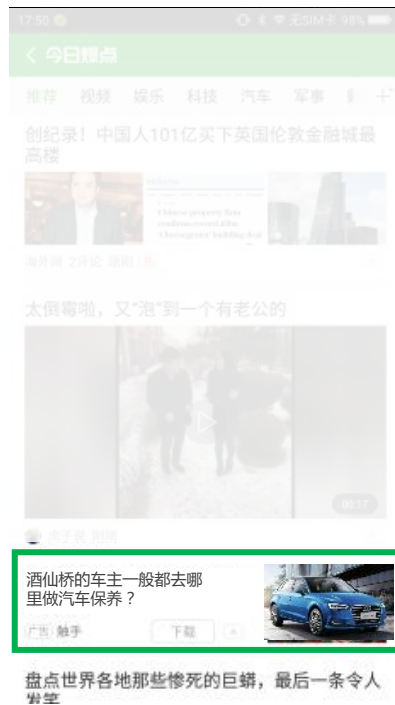 17:50
无SIM卡 98%
今日爆点
推荐 视频 娱乐 科技 汽车 军事
创纪录！中国人101亿买下英国伦敦金融城最
高楼
Chinese property firm
海外网 2评论 刚刚
太倒霉啦，又"泡"到一个有老公的
00:17
酒仙桥的车主一般都去哪
里做汽车保养？
广告 触手 下载
盘点世界各地那些惨死的巨蟒，最后一条令人
发笑